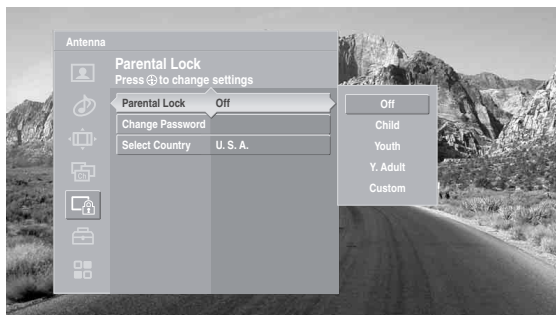 Antenna
Parental Lock
Press to change settings
Parental Lock Off
Change Password
Select Country U. S. A.
Off
Child
Youth
Y. Adult
Custom